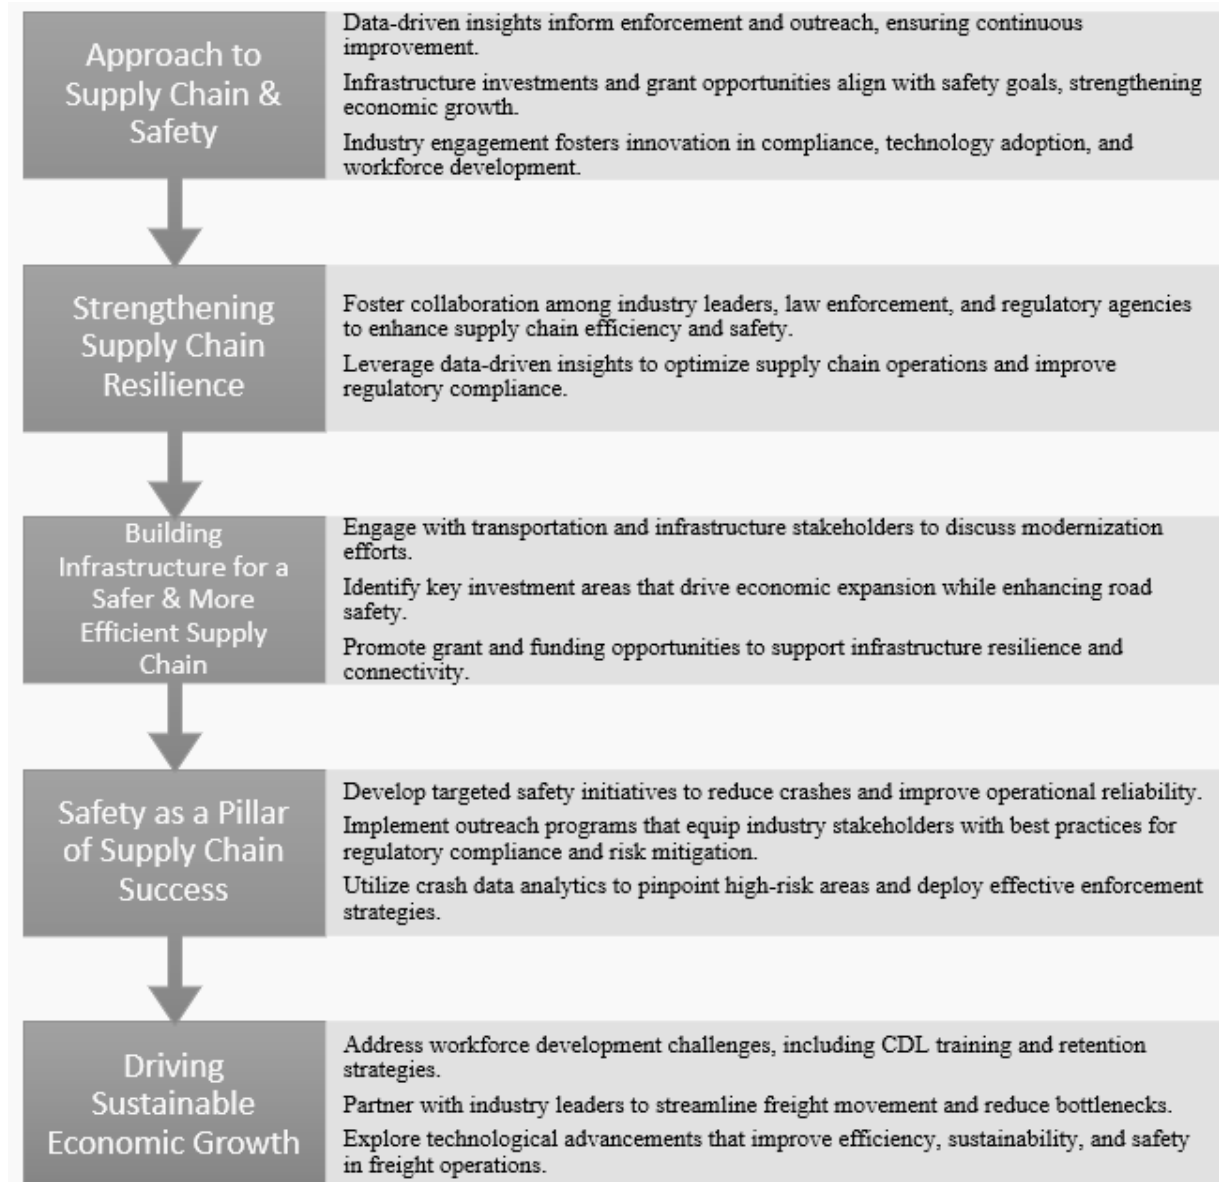 Approach to
Supply Chain &
Safety
Data-driven insights inform enforcement and outreach, ensuring continuous
improvement.
Infrastructure investments and grant opportunities align with safety goals, strengthening
economic growth.
Industry engagement fosters innovation in compliance, technology adoption, and
workforce development.
Strengthening
Supply Chain
Resilience
Foster collaboration among industry leaders, law enforcement, and regulatory agencies
to enhance supply chain efficiency and safety.
Leverage data-driven insights to optimize supply chain operations and improve
regulatory compliance.
Building
Infrastructure for a
Safer & More
Efficient Supply
Chain
Engage with transportation and infrastructure stakeholders to discuss modernization
efforts.
Identify key investment areas that drive economic expansion while enhancing road
safety.
Promote grant and funding opportunities to support infrastructure resilience and
connectivity.
Safety as a Pillar
of Supply Chain
Success
Develop targeted safety initiatives to reduce crashes and improve operational reliability.
Implement outreach programs that equip industry stakeholders with best practices for
regulatory compliance and risk mitigation.
Utilize crash data analytics to pinpoint high-risk areas and deploy effective enforcement
strategies.
Driving
Sustainable
Economic Growth
Address workforce development challenges, including CDL training and retention
strategies.
Partner with industry leaders to streamline freight movement and reduce bottlenecks.
Explore technological advancements that improve efficiency, sustainability, and safety
in freight operations.